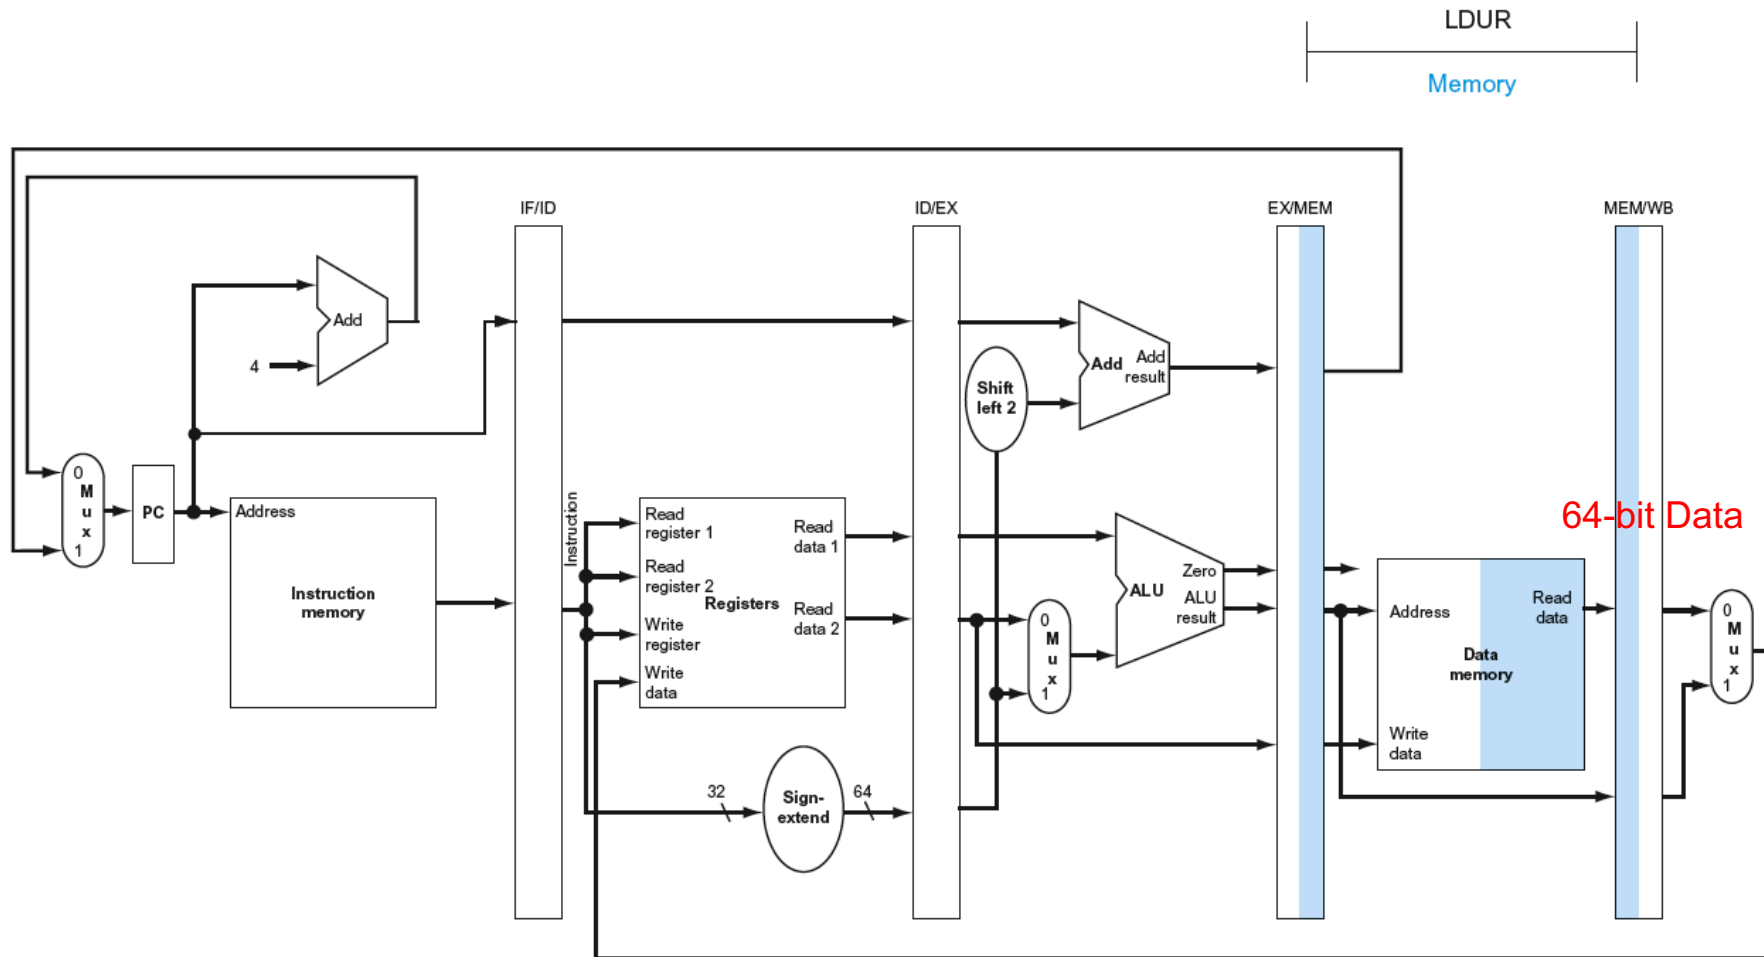 LDUR
Memory
IF/ID
ID/EX
EX/MEM
MEM/WB
Add
4
Shift
left 2
Add
Add
result
0
M
u
x
1
PC
Address
Instruction
memory
Instruction
Read
register 1
Read
register 2
Write
register
Write
data
Registers
Read
data 1
Read
data 2
32
Sign-
extend
64
0
M
u
x
1
ALU
Zero
ALU
result
Address
Write
data
Data
memory
Read
data
64-bit Data
0
M
u
x
1